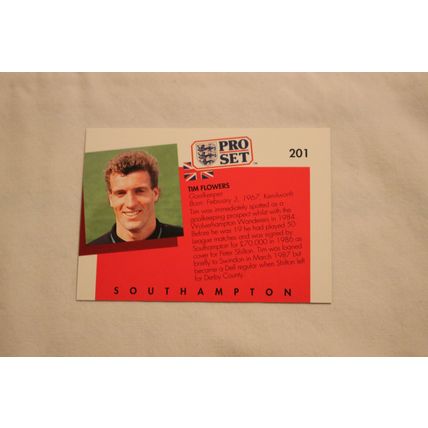 PRO
SET
TM
201
TIM FLOWERS
Goalkeeper
Born: February 3, 1967, Kenilworth
Tim was immediately spotted as a
goalkeeping prospect whilst with the
Wolverhampton Wanderers in 1984.
Before he was 19 he had played 50
League matches and was signed by
Southampton for £70,000 in 1986 as
cover for Peter Shilton. Tim was loaned
briefly to Swindon in March 1987 but
became a Dell regular when Shilton left
for Derby County.
SOUTHAMPTON